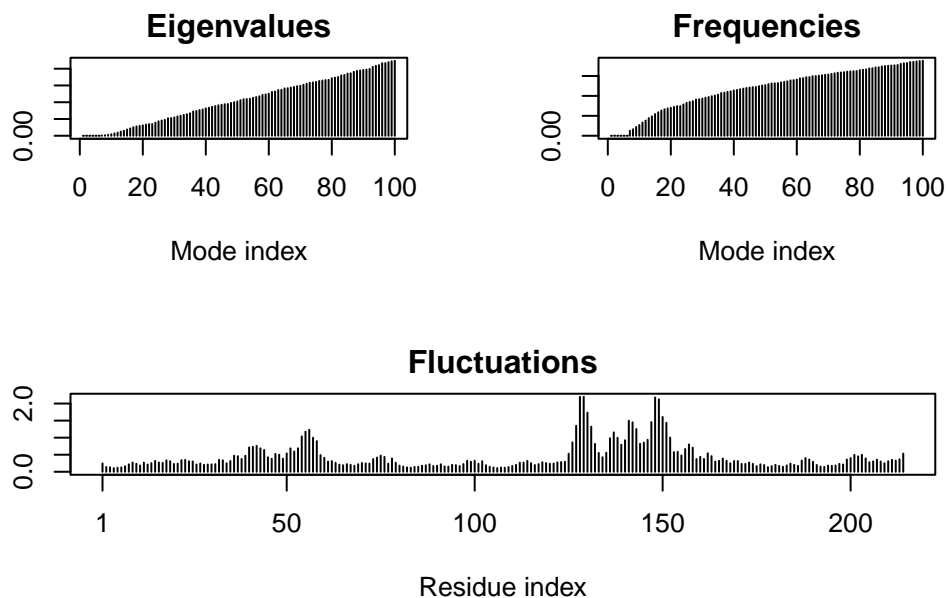 Eigenvalues
0.00
0 20 40 60 80 100
Mode index
Frequencies
0.00
0 20 40 60 80 100
Mode index
Fluctuations
2.0
0.0
1 50 100 150 200
Residue index